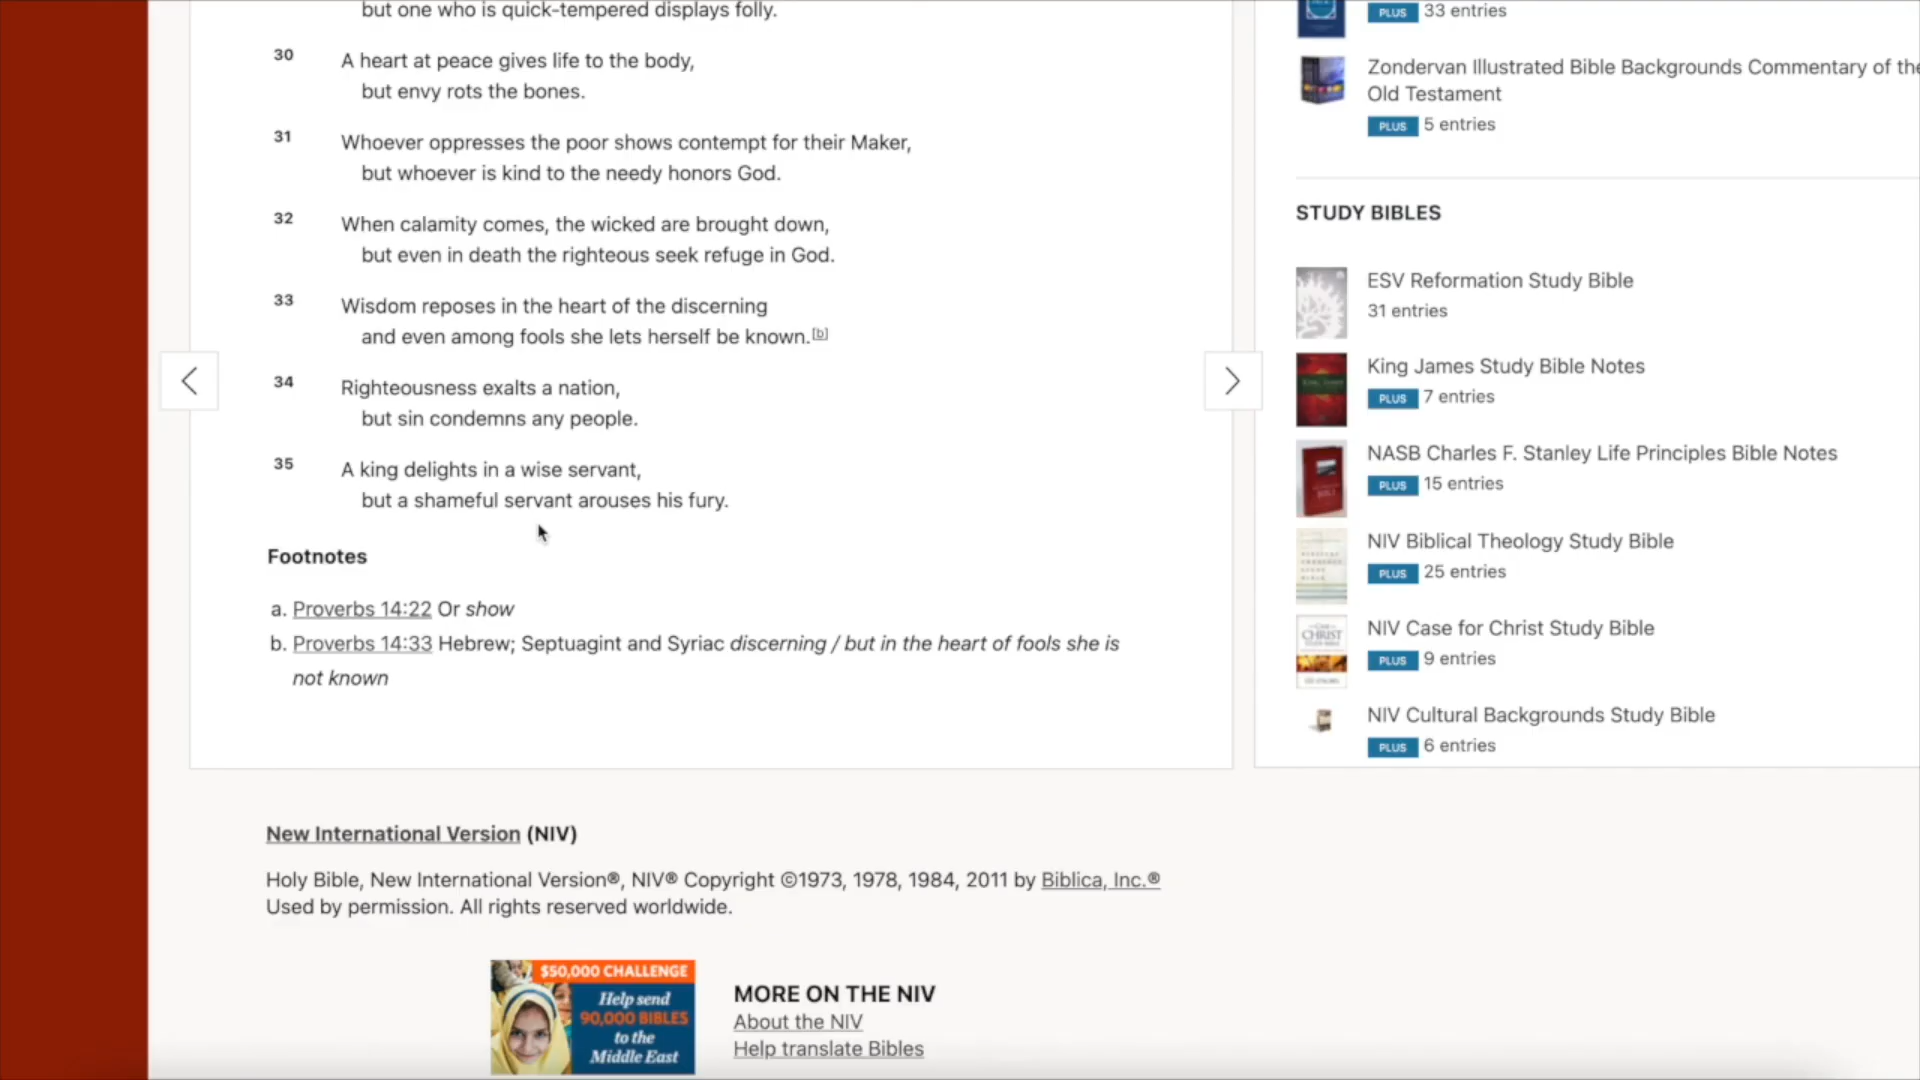 but one who is quick-tempered displays folly.
30 A heart at peace gives life to the body,
but envy rots the bones.
31 Whoever oppresses the poor shows contempt for their Maker,
but whoever is kind to the needy honors God.
32 When calamity comes, the wicked are brought down,
but even in death the righteous seek refuge in God.
33 Wisdom reposes in the heart of the discerning
and even among fools she lets herself be known.[b]
34 Righteousness exalts a nation,
but sin condemns any people.
35 A king delights in a wise servant,
but a shameful servant arouses his fury.
Footnotes
a. Proverbs 14:22 Or show
b. Proverbs 14:33 Hebrew; Septuagint and Syriac discerning / but in the heart of fools she is
not known
New International Version (NIV)
Holy Bible, New International Version®, NIV® Copyright ©1973, 1978, 1984, 2011 by Biblica, Inc.®
Used by permission. All rights reserved worldwide.
$50,000 CHALLENGE
Help send
90,000 BIBLES
to the
Middle East
MORE ON THE NIV
About the NIV
Help translate Bibles
PLUS 33 entries
Zondervan Illustrated Bible Backgrounds Commentary of the
Old Testament
PLUS 5 entries
STUDY BIBLES
ESV Reformation Study Bible
31 entries
King James Study Bible Notes
PLUS 7 entries
NASB Charles F. Stanley Life Principles Bible Notes
PLUS 15 entries
NIV Biblical Theology Study Bible
PLUS 25 entries
CHRIST
NIV Case for Christ Study Bible
PLUS 9 entries
NIV Cultural Backgrounds Study Bible
PLUS 6 entries